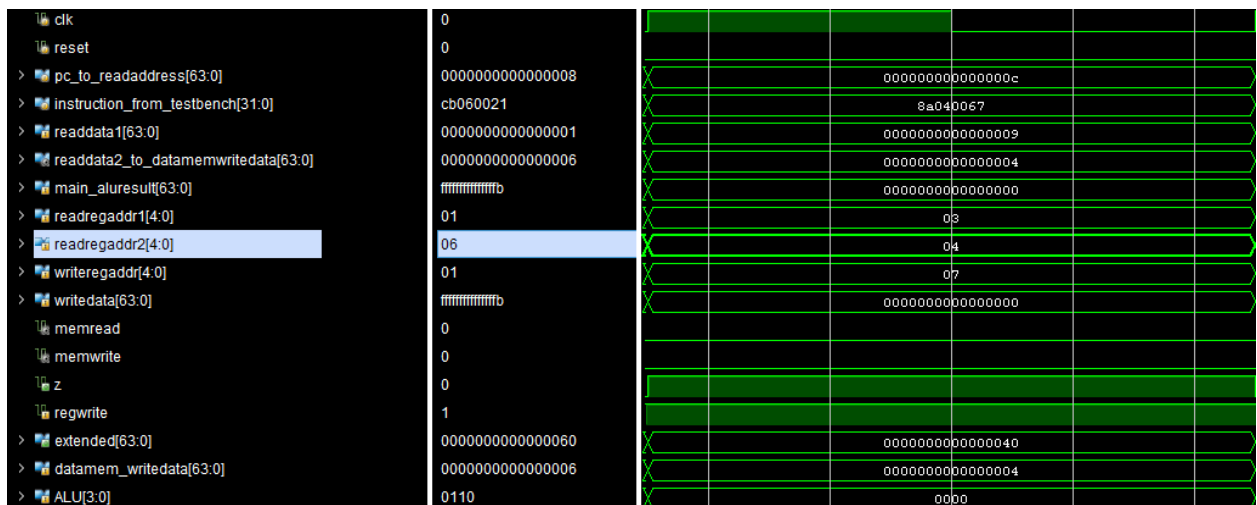 clk 0
reset 0
pc_to_readaddress[63:0] 0000000000000008 000000000000000c
instruction_from_testbench[31:0] cb060021 8a040067
readdata1[63:0] 0000000000000001 0000000000000009
readdata2_to_datamemwritedata[63:0] 0000000000000006 0000000000000004
main_aluresult[63:0] fffffffffffffffb 0000000000000000
readregaddr1[4:0] 01 03
readregaddr2[4:0] 06 04
writeregaddr[4:0] 01 07
writedata[63:0] fffffffffffffffb 0000000000000000
memread 0
memwrite 0
z 0
regwrite 1
extended[63:0] 0000000000000060 0000000000000040
datamem_writedata[63:0] 0000000000000006 0000000000000004
ALU[3:0] 0110 0000